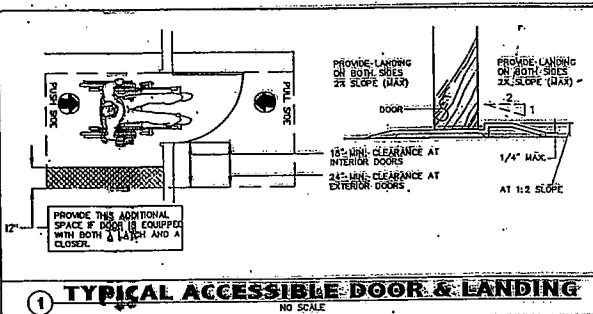 PUSH SIDE
PULL SIDE
12"
PROVIDE THIS ADDITIONAL
SPACE IF DOOR IS EQUIPPED
WITH BOTH A LATCH AND A
CLOSER.
PROVIDE LANDING
ON BOTH SIDES
2% SLOPE (MAX)
DOOR
18" MIN. CLEARANCE AT
INTERIOR DOORS
24" MIN. CLEARANCE AT
EXTERIOR DOORS
PROVIDE LANDING
ON BOTH SIDES
2% SLOPE (MAX)
2
1
1/4" MAX.
AT 1:2 SLOPE
1 TYPICAL ACCESSIBLE DOOR & LANDING
NO SCALE